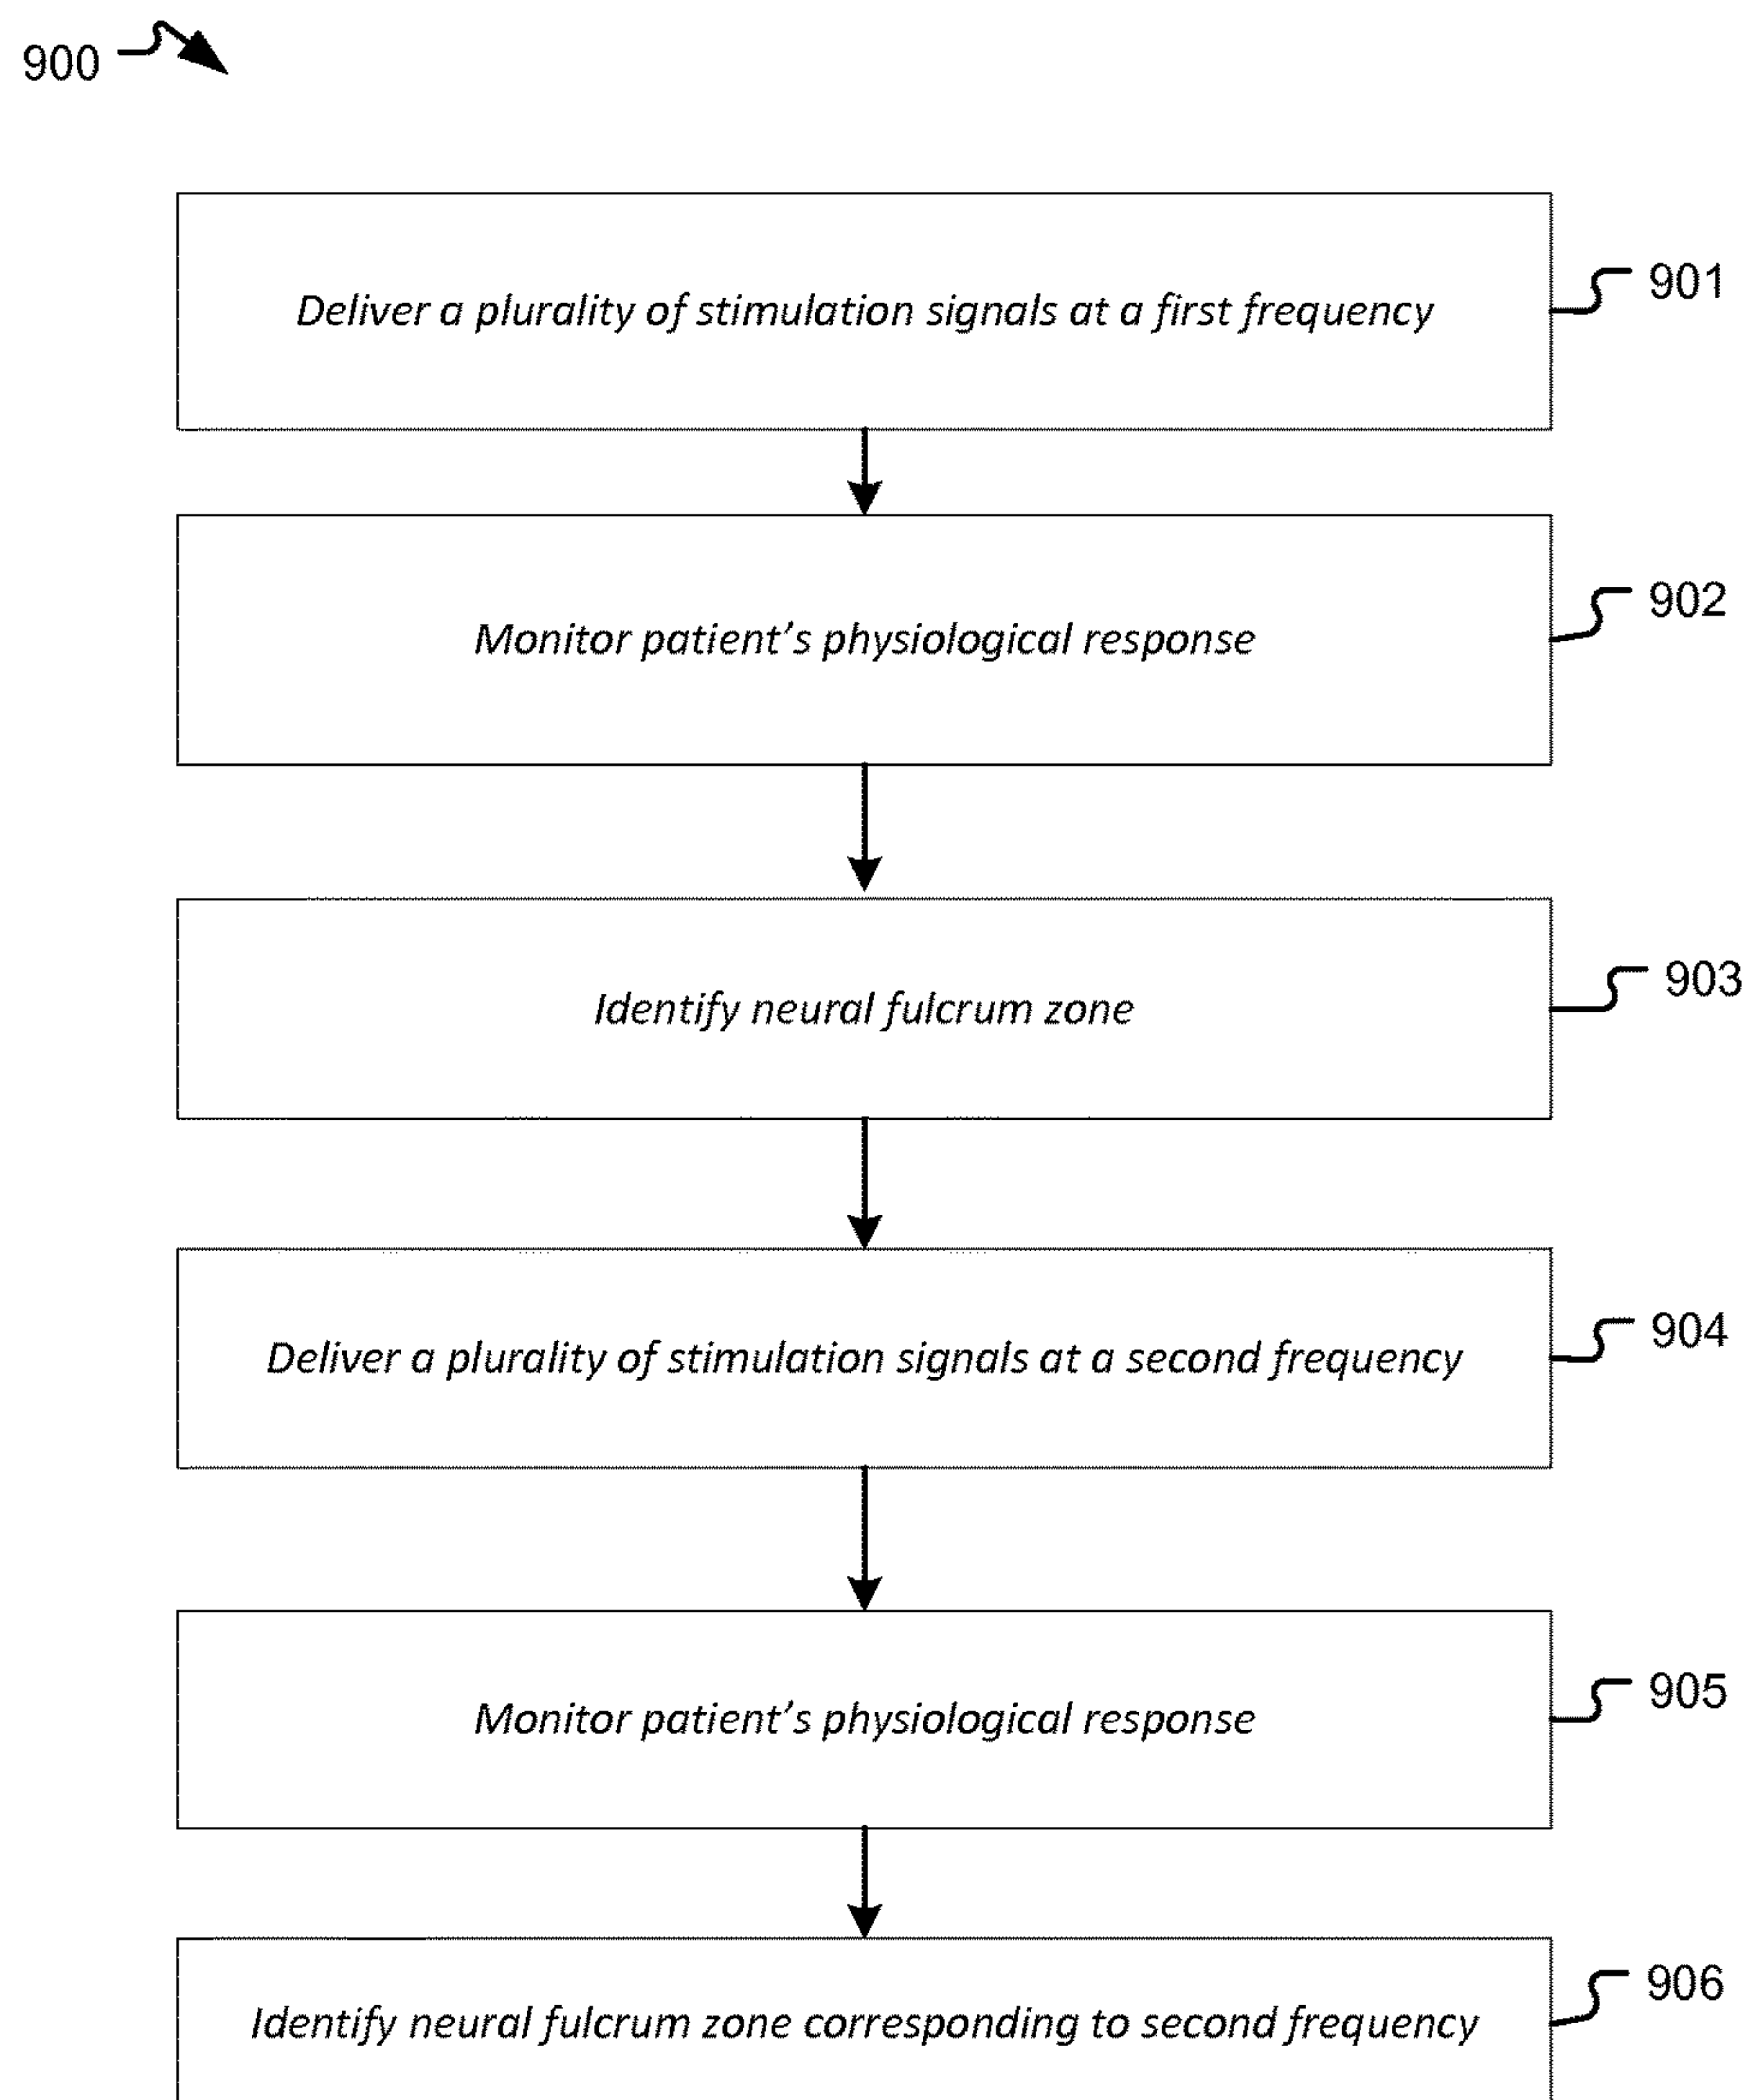 900
Deliver a plurality of stimulation signals at a first frequency
901
Monitor patient’s physiological response
902
Identify neural fulcrum zone
903
Deliver a plurality of stimulation signals at a second frequency
904
Monitor patient’s physiological response
905
Identify neural fulcrum zone corresponding to second frequency
906